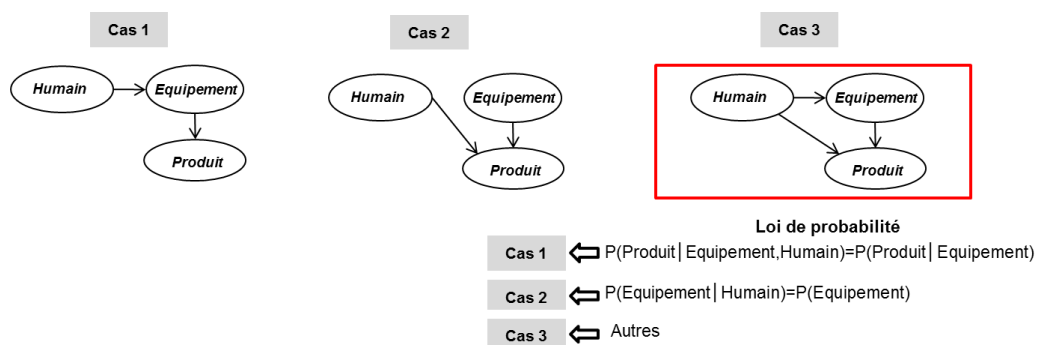 Cas 1
Cas 2
Cas 3
Humain
Equipement
Produit
Humain
Equipement
Produit
Humain
Equipement
Produit
Loi de probabilité
Cas 1 P(Produit|Equipement,Humain)=P(Produit|Equipement)
Cas 2 P(Equipement|Humain)=P(Equipement)
Cas 3 Autres